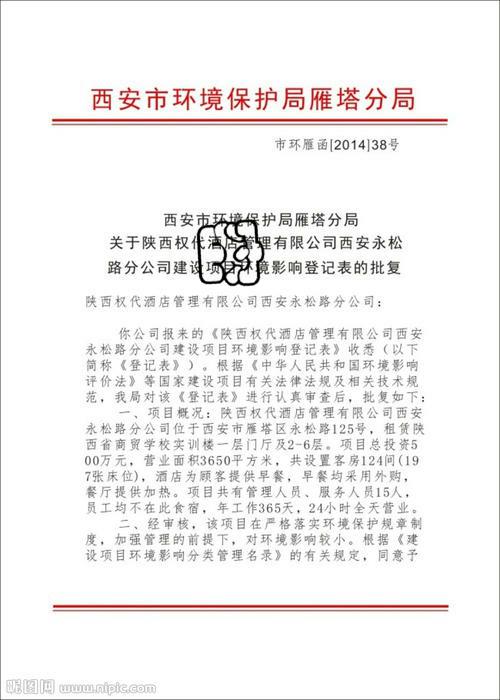 西安市环境保护局雁塔分局
市环雁函[2014]38号
西安市环境保护局雁塔分局
关于陕西权代酒店管理有限公司西安永松
路分公司建设项目环境影响登记表的批复
陕西权代酒店管理有限公司西安永松路分公司：
你公司报来的《陕西权代酒店管理有限公司西安
永松路分公司建设项目环境影响登记表》收悉（以下
简称《登记表》）。根据《中华人民共和国环境影响
评价法》等国家建设项目有关法律法规及相关技术规
范，我局对该《登记表》进行认真审查后，批复如下：
一、项目概况：陕西权代酒店管理有限公司西安
永松路分公司位于西安市雁塔区永松路125号，租赁陕
西省商贸学校实训楼一层门厅及2-6层。项目总投资5
00万元，营业面积3650平方米，共设置客房124间(19
7张床位)，酒店为顾客提供早餐，早餐均采用外购，
餐厅提供加热。项目共有管理人员、服务人员15人，
员工均不在此食宿，年工作365天，24小时全天营业。
二、经审核，该项目在严格落实环境保护规章制
度，加强管理的前提下，对环境影响较小。根据《建
设项目环境影响分类管理名录》的有关规定，同意予
昵图网
www.nipic.com